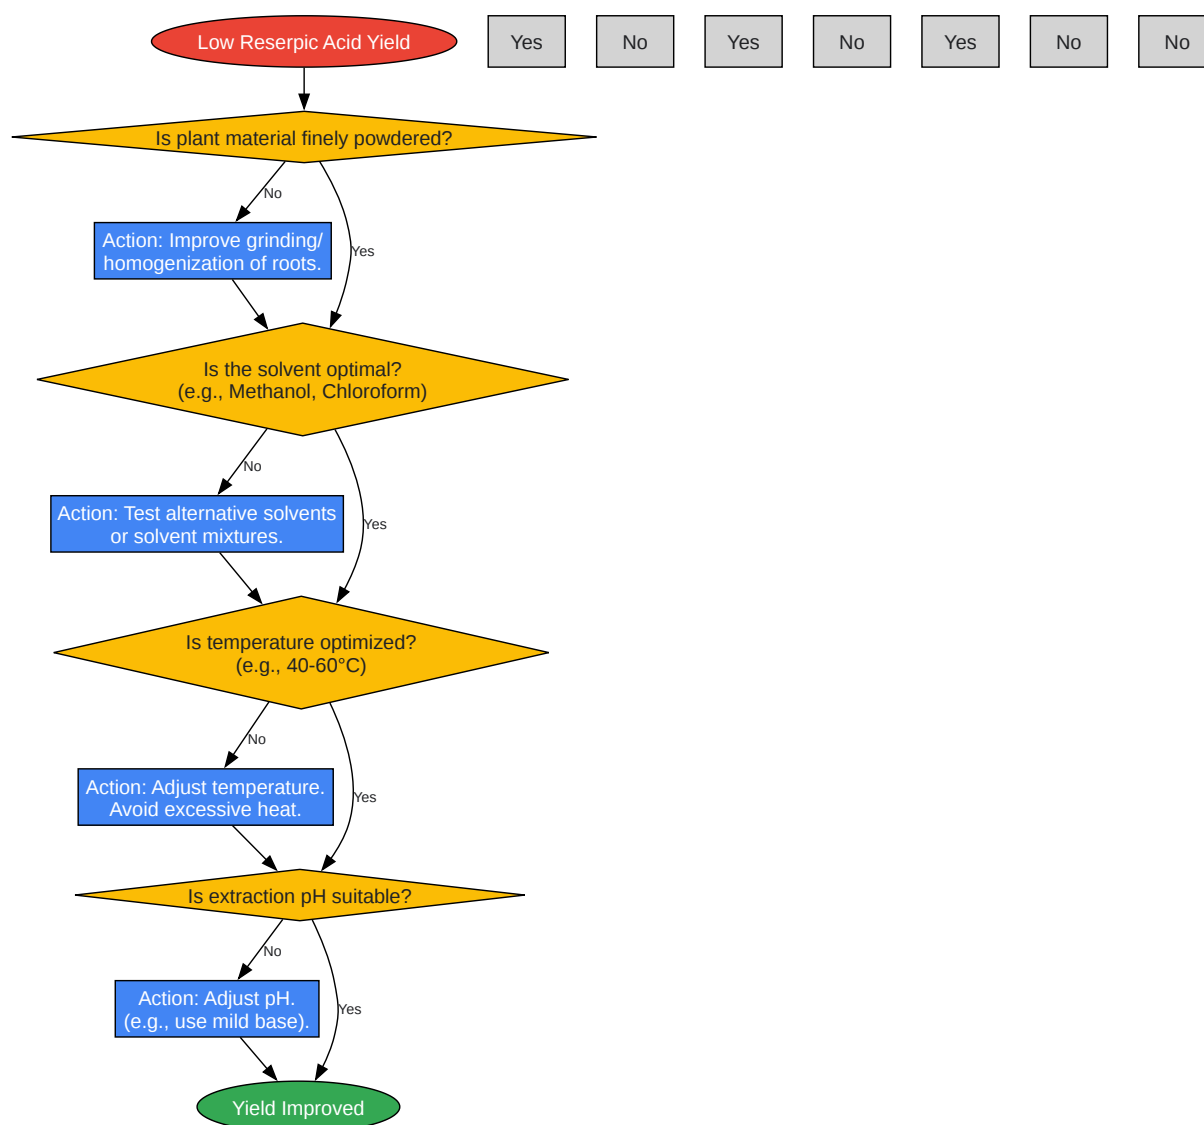 Low Reserpic Acid Yield
Yes
No
Yes
No
Yes
No
No
Is plant material finely powdered?
No
Action: Improve grinding/
homogenization of roots.
Yes
Is the solvent optimal?
(e.g., Methanol, Chloroform)
No
Action: Test alternative solvents
or solvent mixtures.
Yes
Is temperature optimized?
(e.g., 40-60°C)
No
Action: Adjust temperature.
Avoid excessive heat.
Yes
Is extraction pH suitable?
No
Action: Adjust pH.
(e.g., use mild base).
Yes
Yield Improved